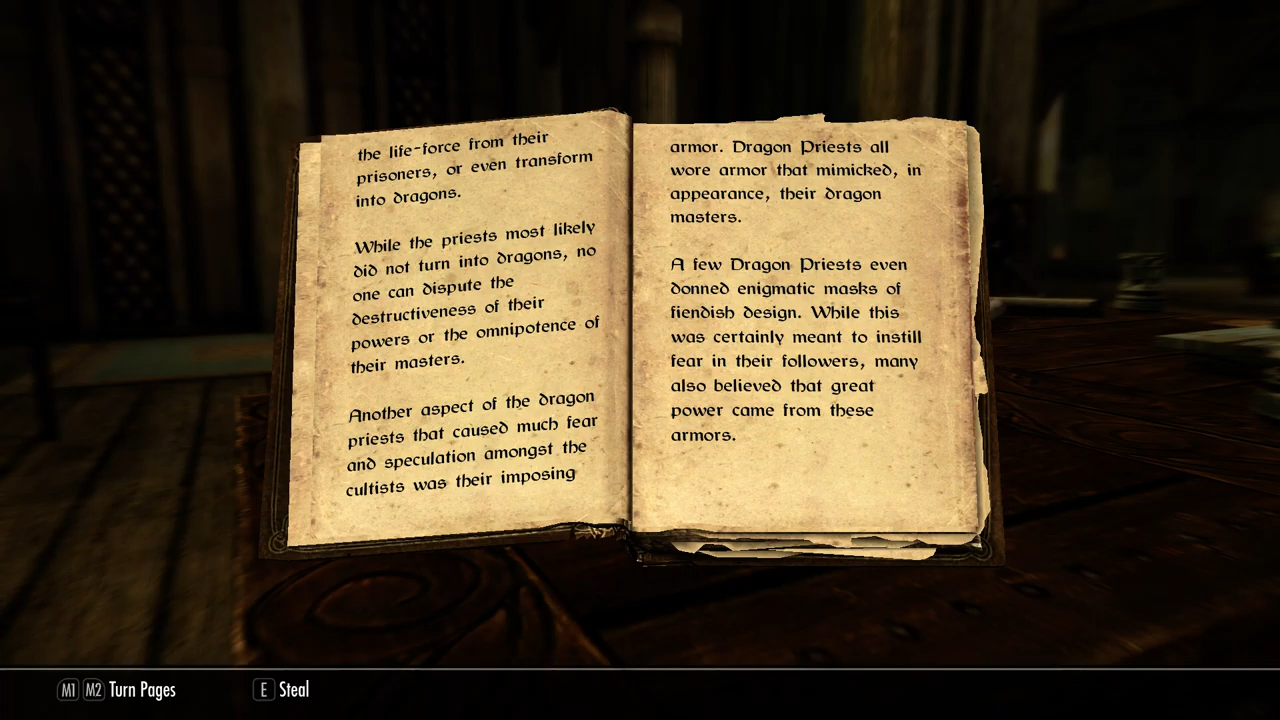 the life-force from their
prisoners, or even transform
into dragons.
While the priests most likely
did not turn into dragons, no
one can dispute the
destructiveness of their
powers or the omnipotence of
their masters.
Another aspect of the dragon
priests that caused much fear
and speculation amongst the
cultists was their imposing
armor. Dragon Priests all
wore armor that mimicked, in
appearance, their dragon
masters.
A few Dragon Priests even
donned enigmatic masks of
fiendish design. While this
was certainly meant to instill
fear in their followers, many
also believed that great
power came from these
armors.
M1 M2 Turn Pages
E Steal